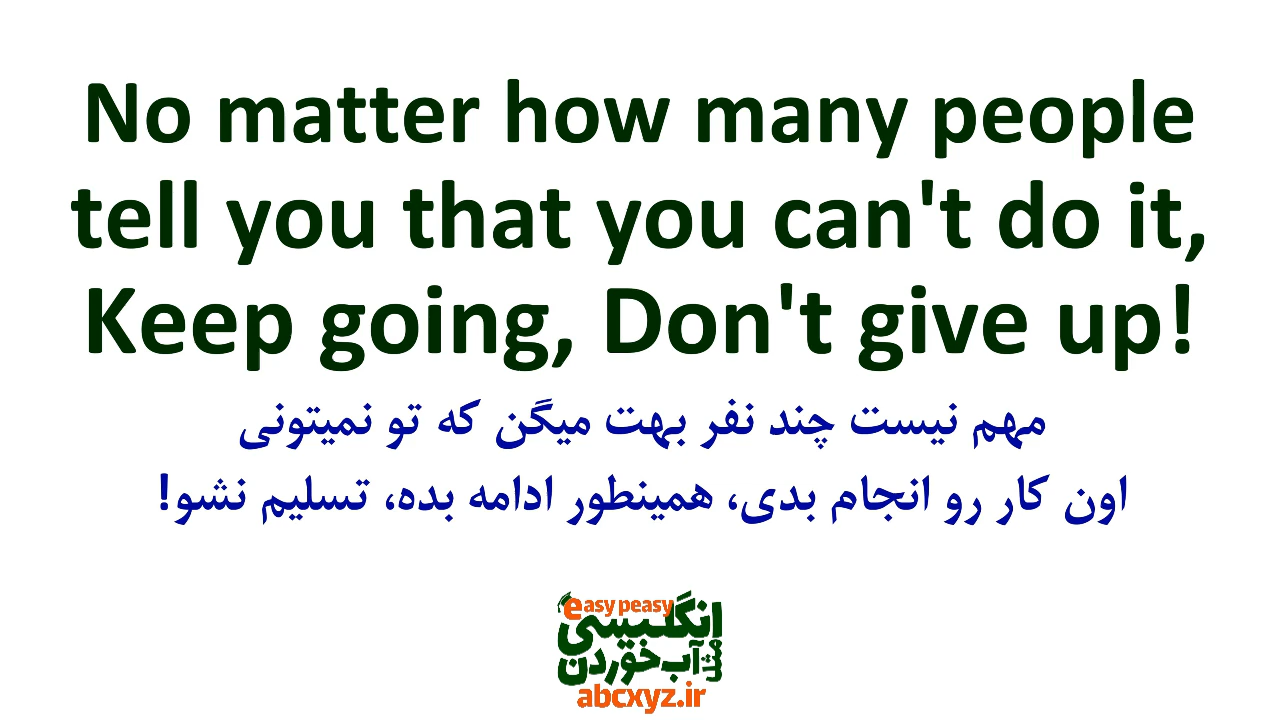 No matter how many people
tell you that you can't do it,
Keep going, Don't give up!
مهم نیست چند نفر بهت میگن که تو نمیتونی
اون کار رو انجام بدی، همینطور ادامه بده، تسلیم نشو!
easy peasy
انگلیسی
مثل آب خوردن
abcxyz.ir